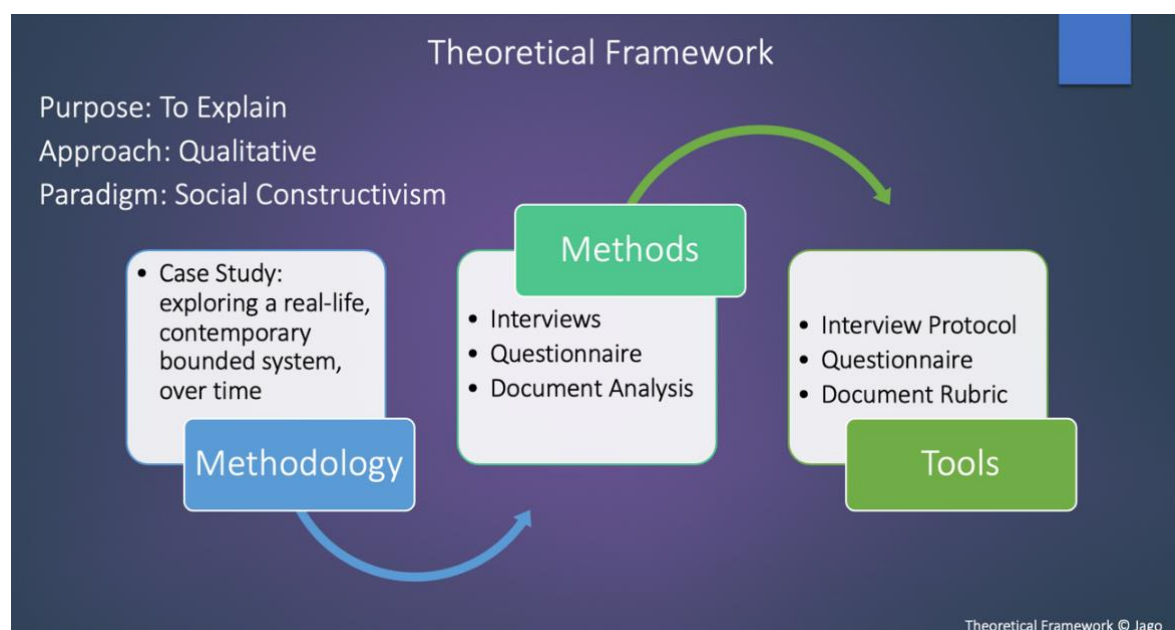 Theoretical Framework
Purpose: To Explain
Approach: Qualitative
Paradigm: Social Constructivism
• Case Study:
exploring a real-life,
contemporary
bounded system,
over time
Methodology
Methods
• Interviews
• Questionnaire
• Document Analysis
• Interview Protocol
• Questionnaire
• Document Rubric
Tools
Theoretical Framework © Jago